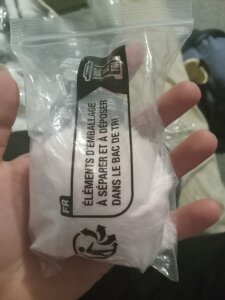 FR
ÉLÉMENTS D'EMBALLAGE
À SÉPARER ET À DÉPOSER
DANS LE BAC DE TRI